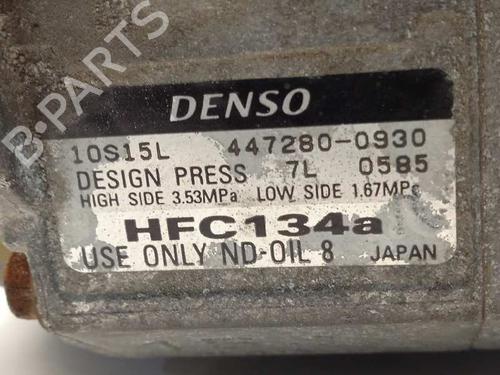 DENSO
10S15L 447280-0930
DESIGN PRESS 7L 0585
HIGH SIDE 3.53MPa LOW SIDE 1.67MPa
HFC134a
USE ONLY ND-OIL 8 JAPAN
B-PARTS